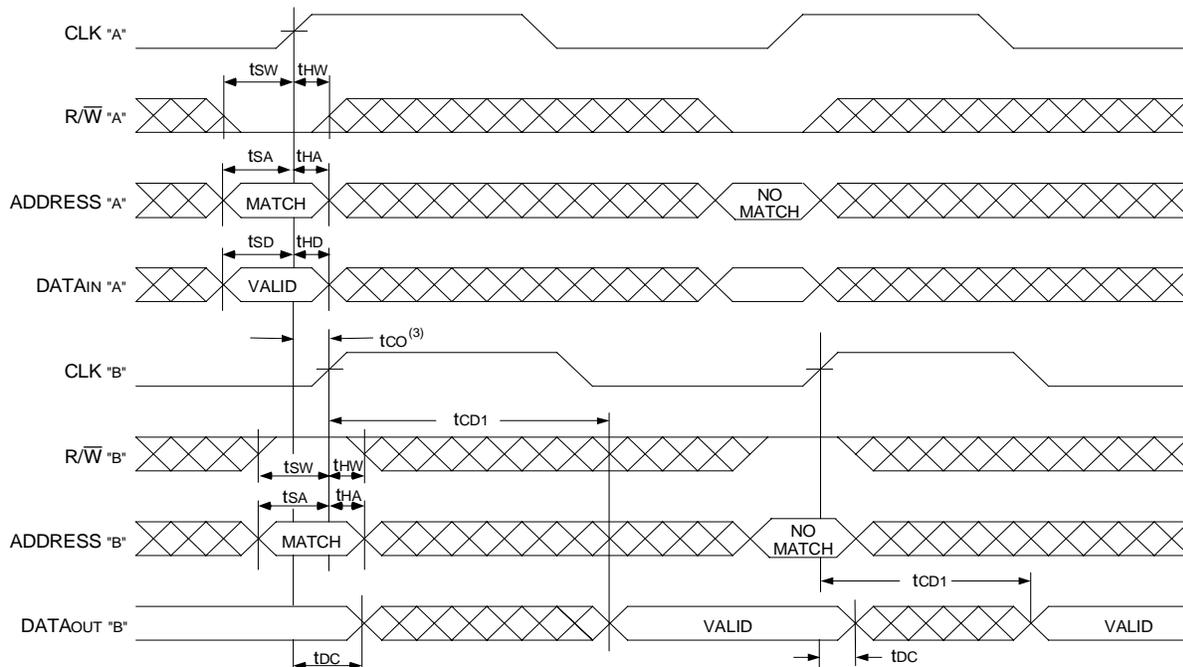 CLK "A"
tSW tHW
R/W "A"
tSA tHA
ADDRESS "A" MATCH NO MATCH
tSD tHD
DATAIN "A" VALID
tCO(3)
CLK "B"
tCD1
R/W "B"
tSW tHW
tSA tHA
ADDRESS "B" MATCH NO MATCH
tCD1
DATAOUT "B" VALID VALID
tDC tDC